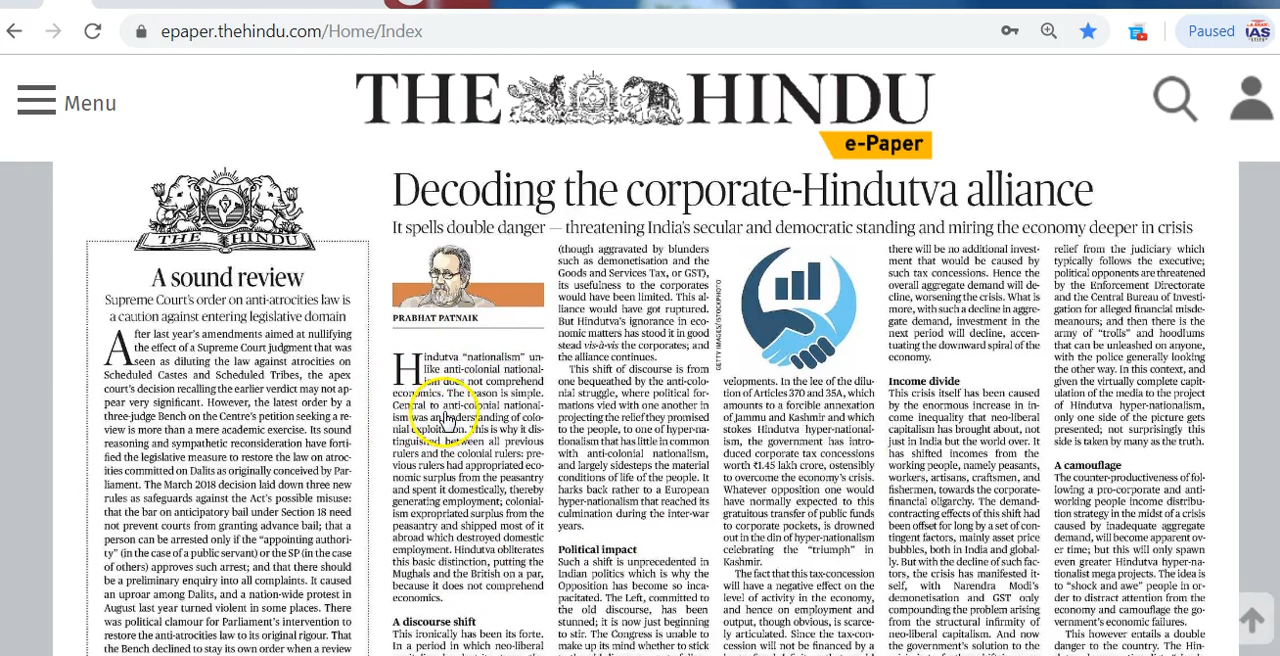 epaper.thehindu.com/Home/Index
Paused
IAS
Menu
THE HINDU
e-Paper
THE HINDU
A sound review
Supreme Court's order on anti-atrocities law is
a caution against entering legislative domain
After last year's amendments aimed at nullifying
the effect of a Supreme Court judgment that was
seen as diluting the law against atrocities on
Scheduled Castes and Scheduled Tribes, the apex
court's decision recalling the earlier verdict may not ap-
pear very significant. However, the latest order by a
three-judge Bench on the Centre's petition seeking a re-
view is more than a mere academic exercise. Its sound
reasoning and sympathetic reconsideration have forti-
fied the legislative measure to restore the law on atroc-
ities committed on Dalits as originally conceived by Par-
liament. The March 2018 decision laid down three new
rules as safeguards against the Act's possible misuse:
that the bar on anticipatory bail under Section 18 need
not prevent courts from granting advance bail; that a
person can be arrested only if the "appointing authori-
ty" (in the case of a public servant) or the SP (in the case
of others) approves such arrest; and that there should
be a preliminary enquiry into all complaints. It caused
an uproar among Dalits, and a nation-wide protest in
August last year turned violent in some places. There
was political clamour for Parliament's intervention to
restore the anti-atrocities law to its original rigour. That
the Bench declined to stay its own order when a review
Decoding the corporate-Hindutva alliance
It spells double danger — threatening India's secular and democratic standing and miring the economy deeper in crisis
PRABHAT PATNAIK
Hindutva "nationalism" un-
like anti-colonial national-
ism does not comprehend
economics. The reason is simple.
Central to anti-colonial national-
ism was an understanding of colo-
nial exploitation. This is why it dis-
tinguished between all previous
rulers and the colonial rulers: pre-
vious rulers had appropriated eco-
nomic surplus from the peasantry
and spent it domestically, thereby
generating employment; colonial-
ism expropriated surplus from the
peasantry and shipped most of it
abroad which destroyed domestic
employment. Hindutva obliterates
this basic distinction, putting the
Mughals and the British on a par,
because it does not comprehend
economics.
A discourse shift
This ironically has been its forte.
In a period in which neo-liberal
(though aggravated by blunders
such as demonetisation and the
Goods and Services Tax, or GST),
its usefulness to the corporates
would have been limited. This al-
liance would have got ruptured.
But Hindutva's ignorance in eco-
nomic matters has stood it in good
stead vis-à-vis the corporates; and
the alliance continues.
This shift of discourse is from
one bequeathed by the anti-colo-
nial struggle, where political for-
mations vied with one another in
projecting the relief they promised
to the people, to one of hyper-na-
tionalism that has little in common
with anti-colonial nationalism,
and largely sidesteps the material
conditions of life of the people. It
harks back rather to a European
hyper-nationalism that reached its
culmination during the inter-war
years.
Political impact
Such a shift is unprecedented in
Indian politics which is why the
Opposition has become so inca-
pacitated. The Left, committed to
the old discourse, has been
stunned; it is now just beginning
to stir. The Congress is unable to
make up its mind whether to stick
GETTY IMAGES/ISTOCKPHOTO
velopments. In the lee of the dilu-
tion of Articles 370 and 35A, which
amounts to a forcible annexation
of Jammu and Kashmir and which
stokes Hindutva hyper-national-
ism, the government has intro-
duced corporate tax concessions
worth ₹1.45 lakh crore, ostensibly
to overcome the economy's crisis.
Whatever opposition one would
have normally expected to this
gratuitous transfer of public funds
to corporate pockets, is drowned
out in the din of hyper-nationalism
celebrating the "triumph" in
Kashmir.
The fact that this tax-concession
will have a negative effect on the
level of activity in the economy,
and hence on employment and
output, though obvious, is scarce-
ly articulated. Since the tax-con-
cession will not be financed by a
there will be no additional invest-
ment that would be caused by
such tax concessions. Hence the
overall aggregate demand will de-
cline, worsening the crisis. What is
more, with such a decline in aggre-
gate demand, investment in the
next period will decline, accen-
tuating the downward spiral of the
economy.
Income divide
This crisis itself has been caused
by the enormous increase in in-
come inequality that neo-liberal
capitalism has brought about, not
just in India but the world over. It
has shifted incomes from the
working people, namely peasants,
workers, artisans, craftsmen, and
fishermen, towards the corporate-
financial oligarchy. The demand-
contracting effects of this shift had
been offset for long by a set of con-
tingent factors, mainly asset price
bubbles, both in India and global-
ly. But with the decline of such fac-
tors, the crisis has manifested it-
self, with Narendra Modi's
demonetisation and GST only
compounding the problem arising
from the structural infirmity of
neo-liberal capitalism. And now
the government's solution to the
relief from the judiciary which
typically follows the executive;
political opponents are threatened
by the Enforcement Directorate
and the Central Bureau of Investi-
gation for alleged financial misde-
meanours; and then there is the
army of "trolls" and hoodlums
that can be unleashed on anyone,
with the police generally looking
the other way. In this context, and
given the virtually complete capit-
ulation of the media to the project
of Hindutva hyper-nationalism,
only one side of the picture gets
presented; not surprisingly this
side is taken by many as the truth.
A camouflage
The counter-productiveness of fol-
lowing a pro-corporate and anti-
working people income distribu-
tion strategy in the midst of a crisis
caused by inadequate aggregate
demand, will become apparent ov-
er time; but this will only spawn
even greater Hindutva hyper-na-
tionalist mega projects. The idea is
to "shock and awe" people in or-
der to distract attention from the
economy and camouflage the go-
vernment's economic failures.
This however entails a double
danger to the country. The Hin-